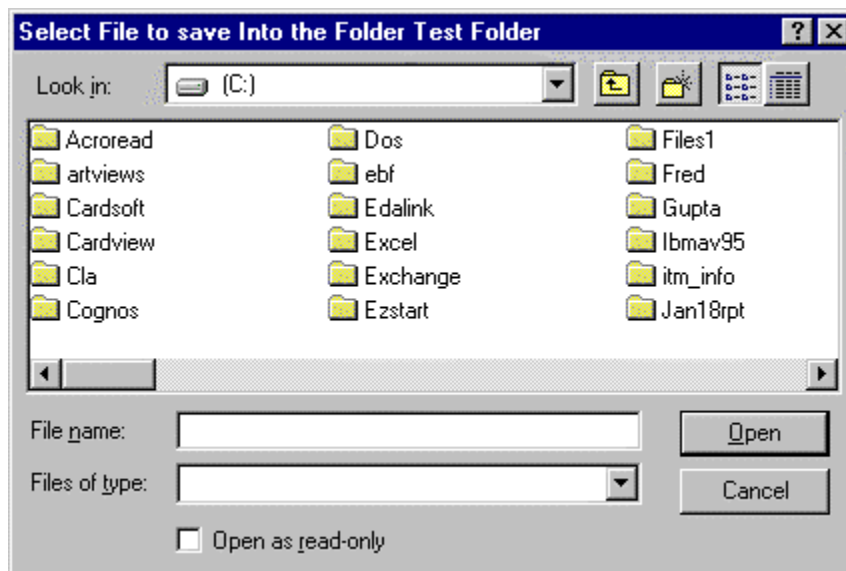 Select File to save Into the Folder Test Folder
Look in: (C:)
Acroread Dos Files1
artviews ebf Fred
Cardsoft Edalink Gupta
Cardview Excel Ibmav95
Cla Exchange itm_info
Cognos Ezstart Jan18rpt
File name: Open
Files of type: Cancel
Open as read-only